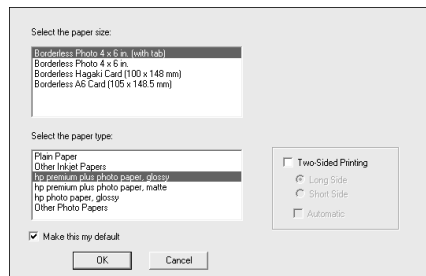 Select the paper size:
Borderless Photo 4 x 6 in. (with tab)
Borderless Photo 4 x 6 in.
Borderless Hagaki Card (100 x 148 mm)
Borderless A6 Card (105 x 148.5 mm)
Select the paper type:
Plain Paper
Other Inkjet Papers
hp premium plus photo paper, glossy
hp premium plus photo paper, matte
hp photo paper, glossy
Other Photo Papers
Two-Sided Printing
Long Side
Short Side
Automatic
Make this my default
OK
Cancel